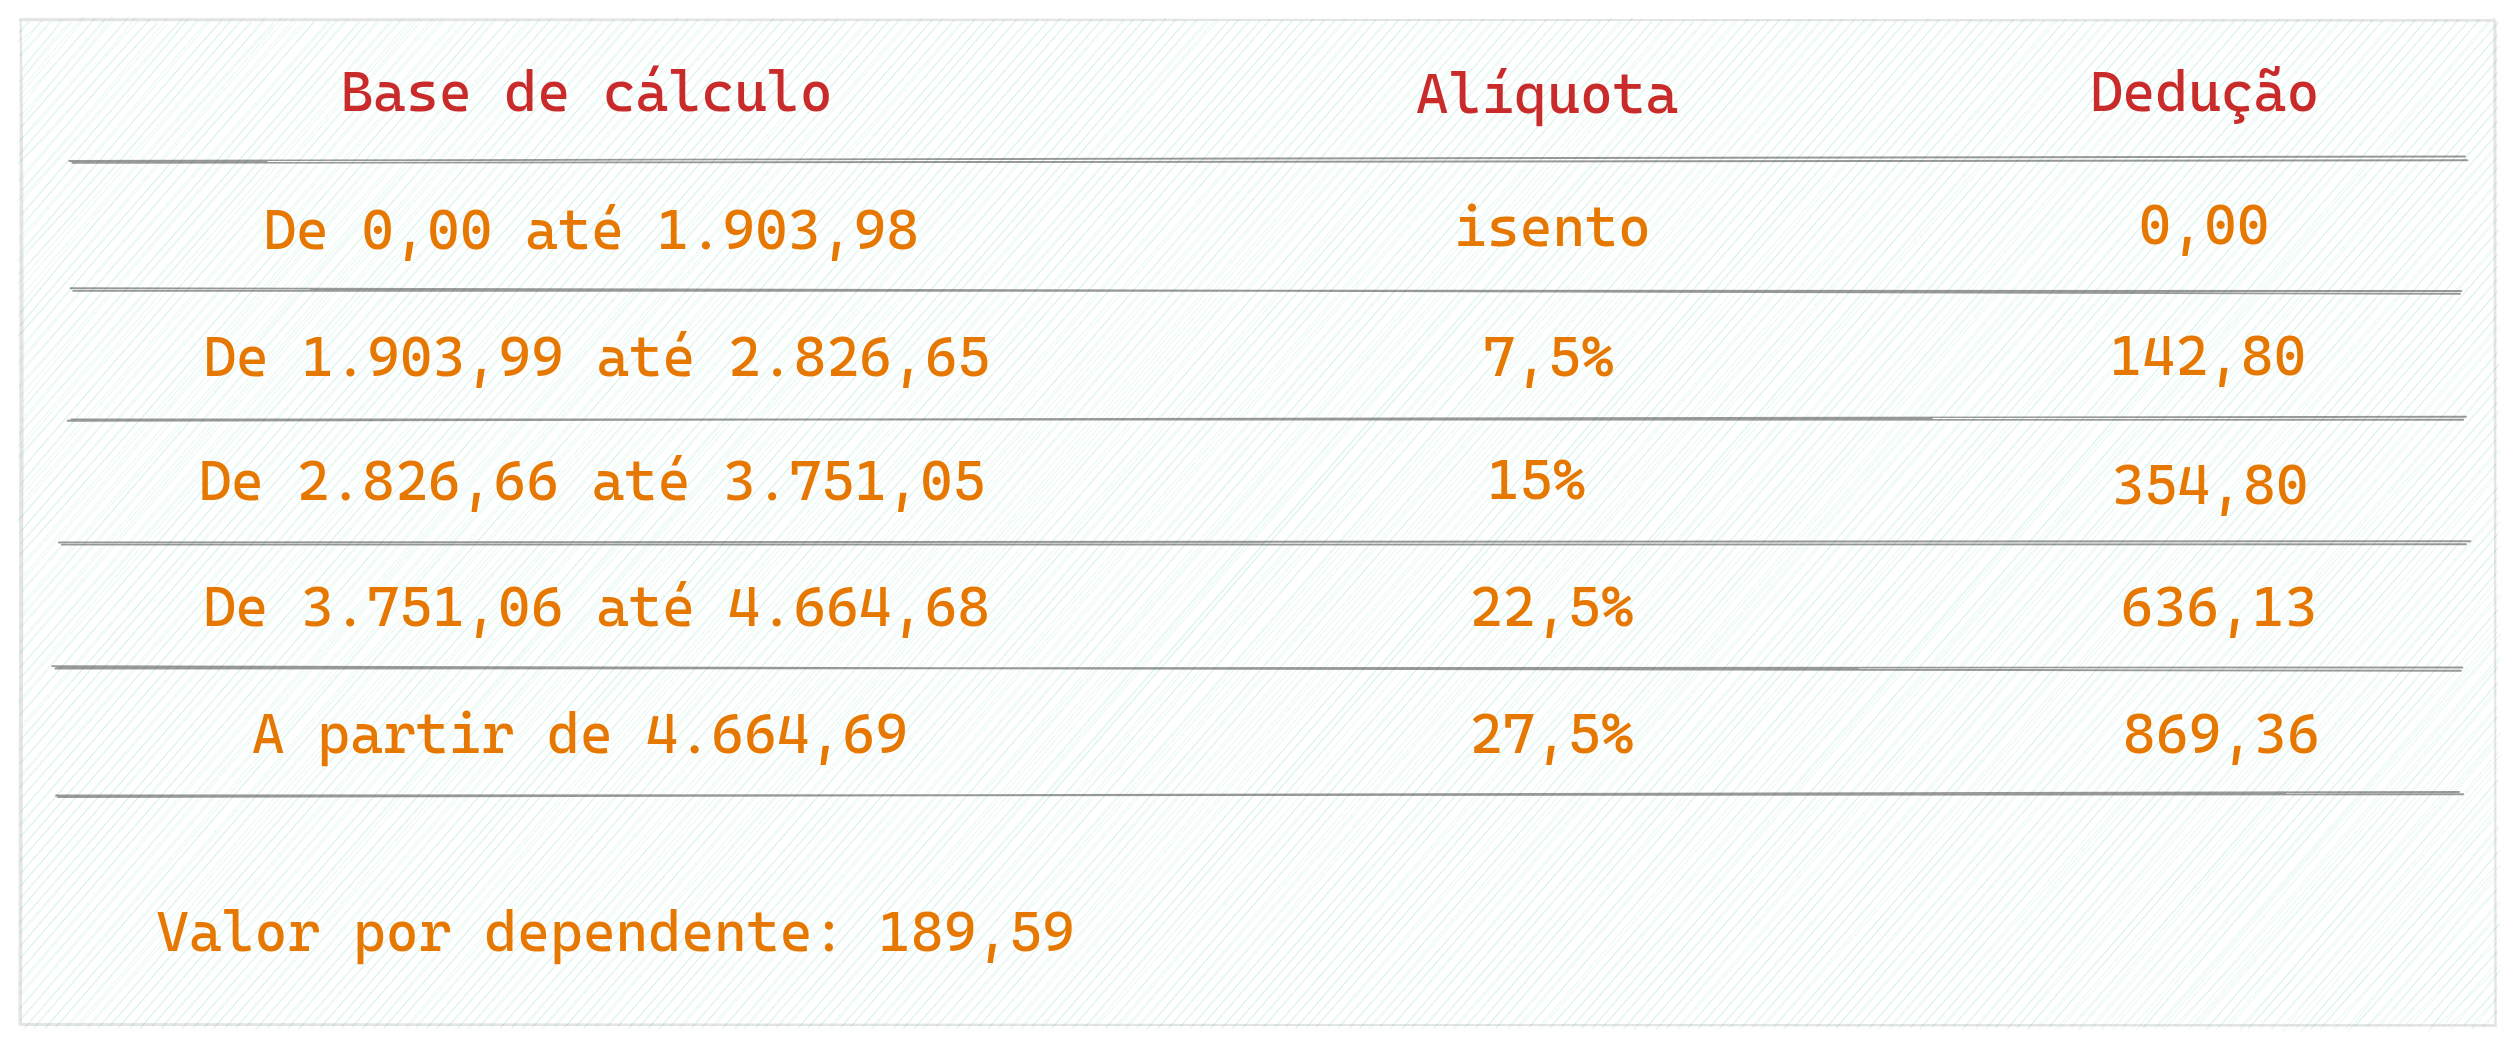 Base de cálculo Alíquota Dedução
De 0,00 até 1.903,98 isento 0,00
De 1.903,99 até 2.826,65 7,5% 142,80
De 2.826,66 até 3.751,05 15% 354,80
De 3.751,06 até 4.664,68 22,5% 636,13
A partir de 4.664,69 27,5% 869,36
Valor por dependente: 189,59